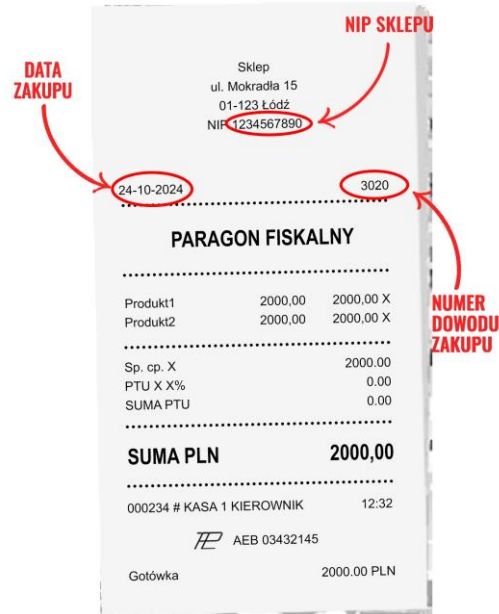 NIP SKLEPU
DATA
ZAKUPU
Sklep
ul. Mokradła 15
01-123 Łódź
NIP 1234567890
24-10-2024 3020
PARAGON FISKALNY
NUMER
DOWODU
ZAKUPU
Produkt1 2000,00 2000,00 X
Produkt2 2000,00 2000,00 X
Sp. cp. X 2000.00
PTU X X% 0.00
SUMA PTU 0.00
SUMA PLN 2000,00
000234 # KASA 1 KIEROWNIK 12:32
AEB 03432145
Gotówka 2000.00 PLN